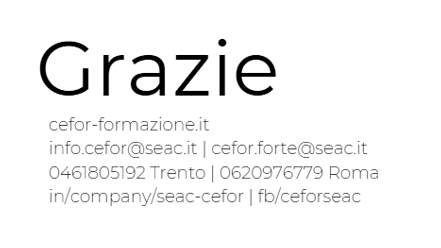 Grazie
cefor-formazione.it
info.cefor@seac.it | cefor.forte@seac.it
0461805192 Trento | 0620976779 Roma
in/company/seac-cefor | fb/ceforseac